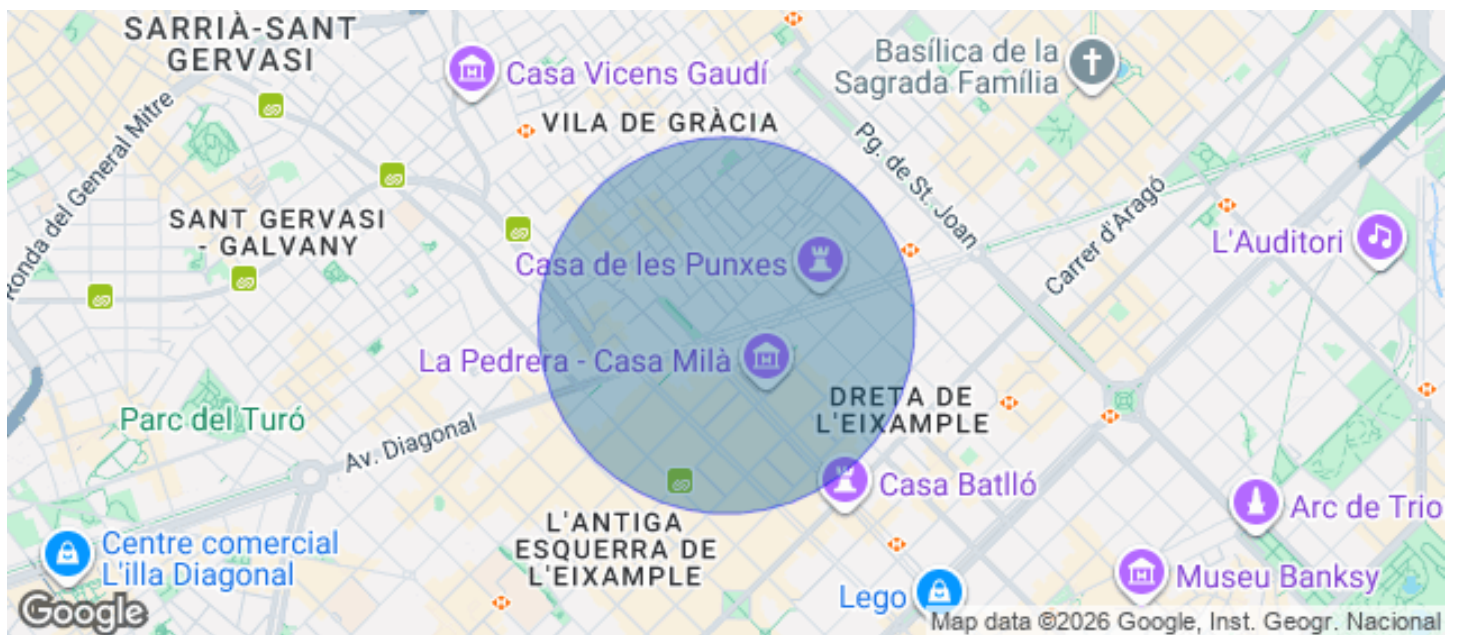 SARRIÀ-SANT
GERVASI
Casa Vicens Gaudí
Basílica de la
Sagrada Família
VILA DE GRÀCIA
Ronda del General Mitre
Pg. de St. Joan
Carrer d'Aragó
SANT GERVASI
- GALVANY
L'Auditori
Casa de les Punxes
La Pedrera - Casa Milà
DRETA DE
L'EIXAMPLE
Parc del Turó
Av. Diagonal
Casa Batlló
Arc de Trio
L'ANTIGA
ESQUERRA DE
L'EIXAMPLE
Centre comercial
L'illa Diagonal
Museu Banksy
Lego
Google
Map data ©2026 Google, Inst. Geogr. Nacional